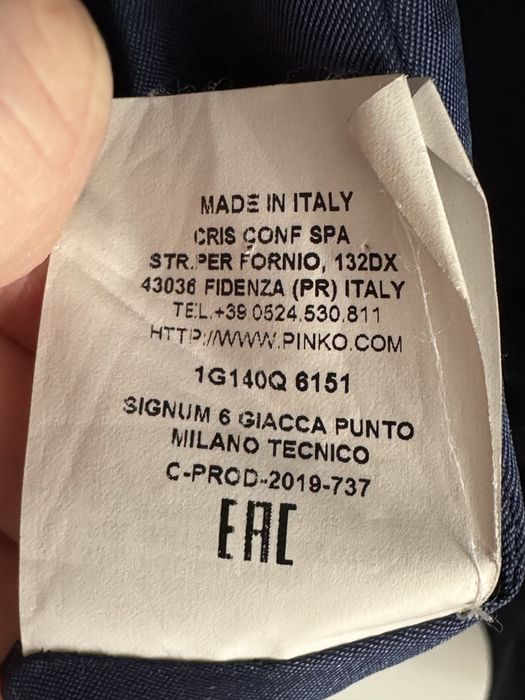 MADE IN ITALY
CRIS CONF SPA
STR.PER FORNIO, 132DX
43036 FIDENZA (PR) ITALY
TEL.+39 0524.530.811
HTTP://WWW.PINKO.COM
1G140Q 6151
SIGNUM 6 GIACCA PUNTO
MILANO TECNICO
C-PROD-2019-737
EAC